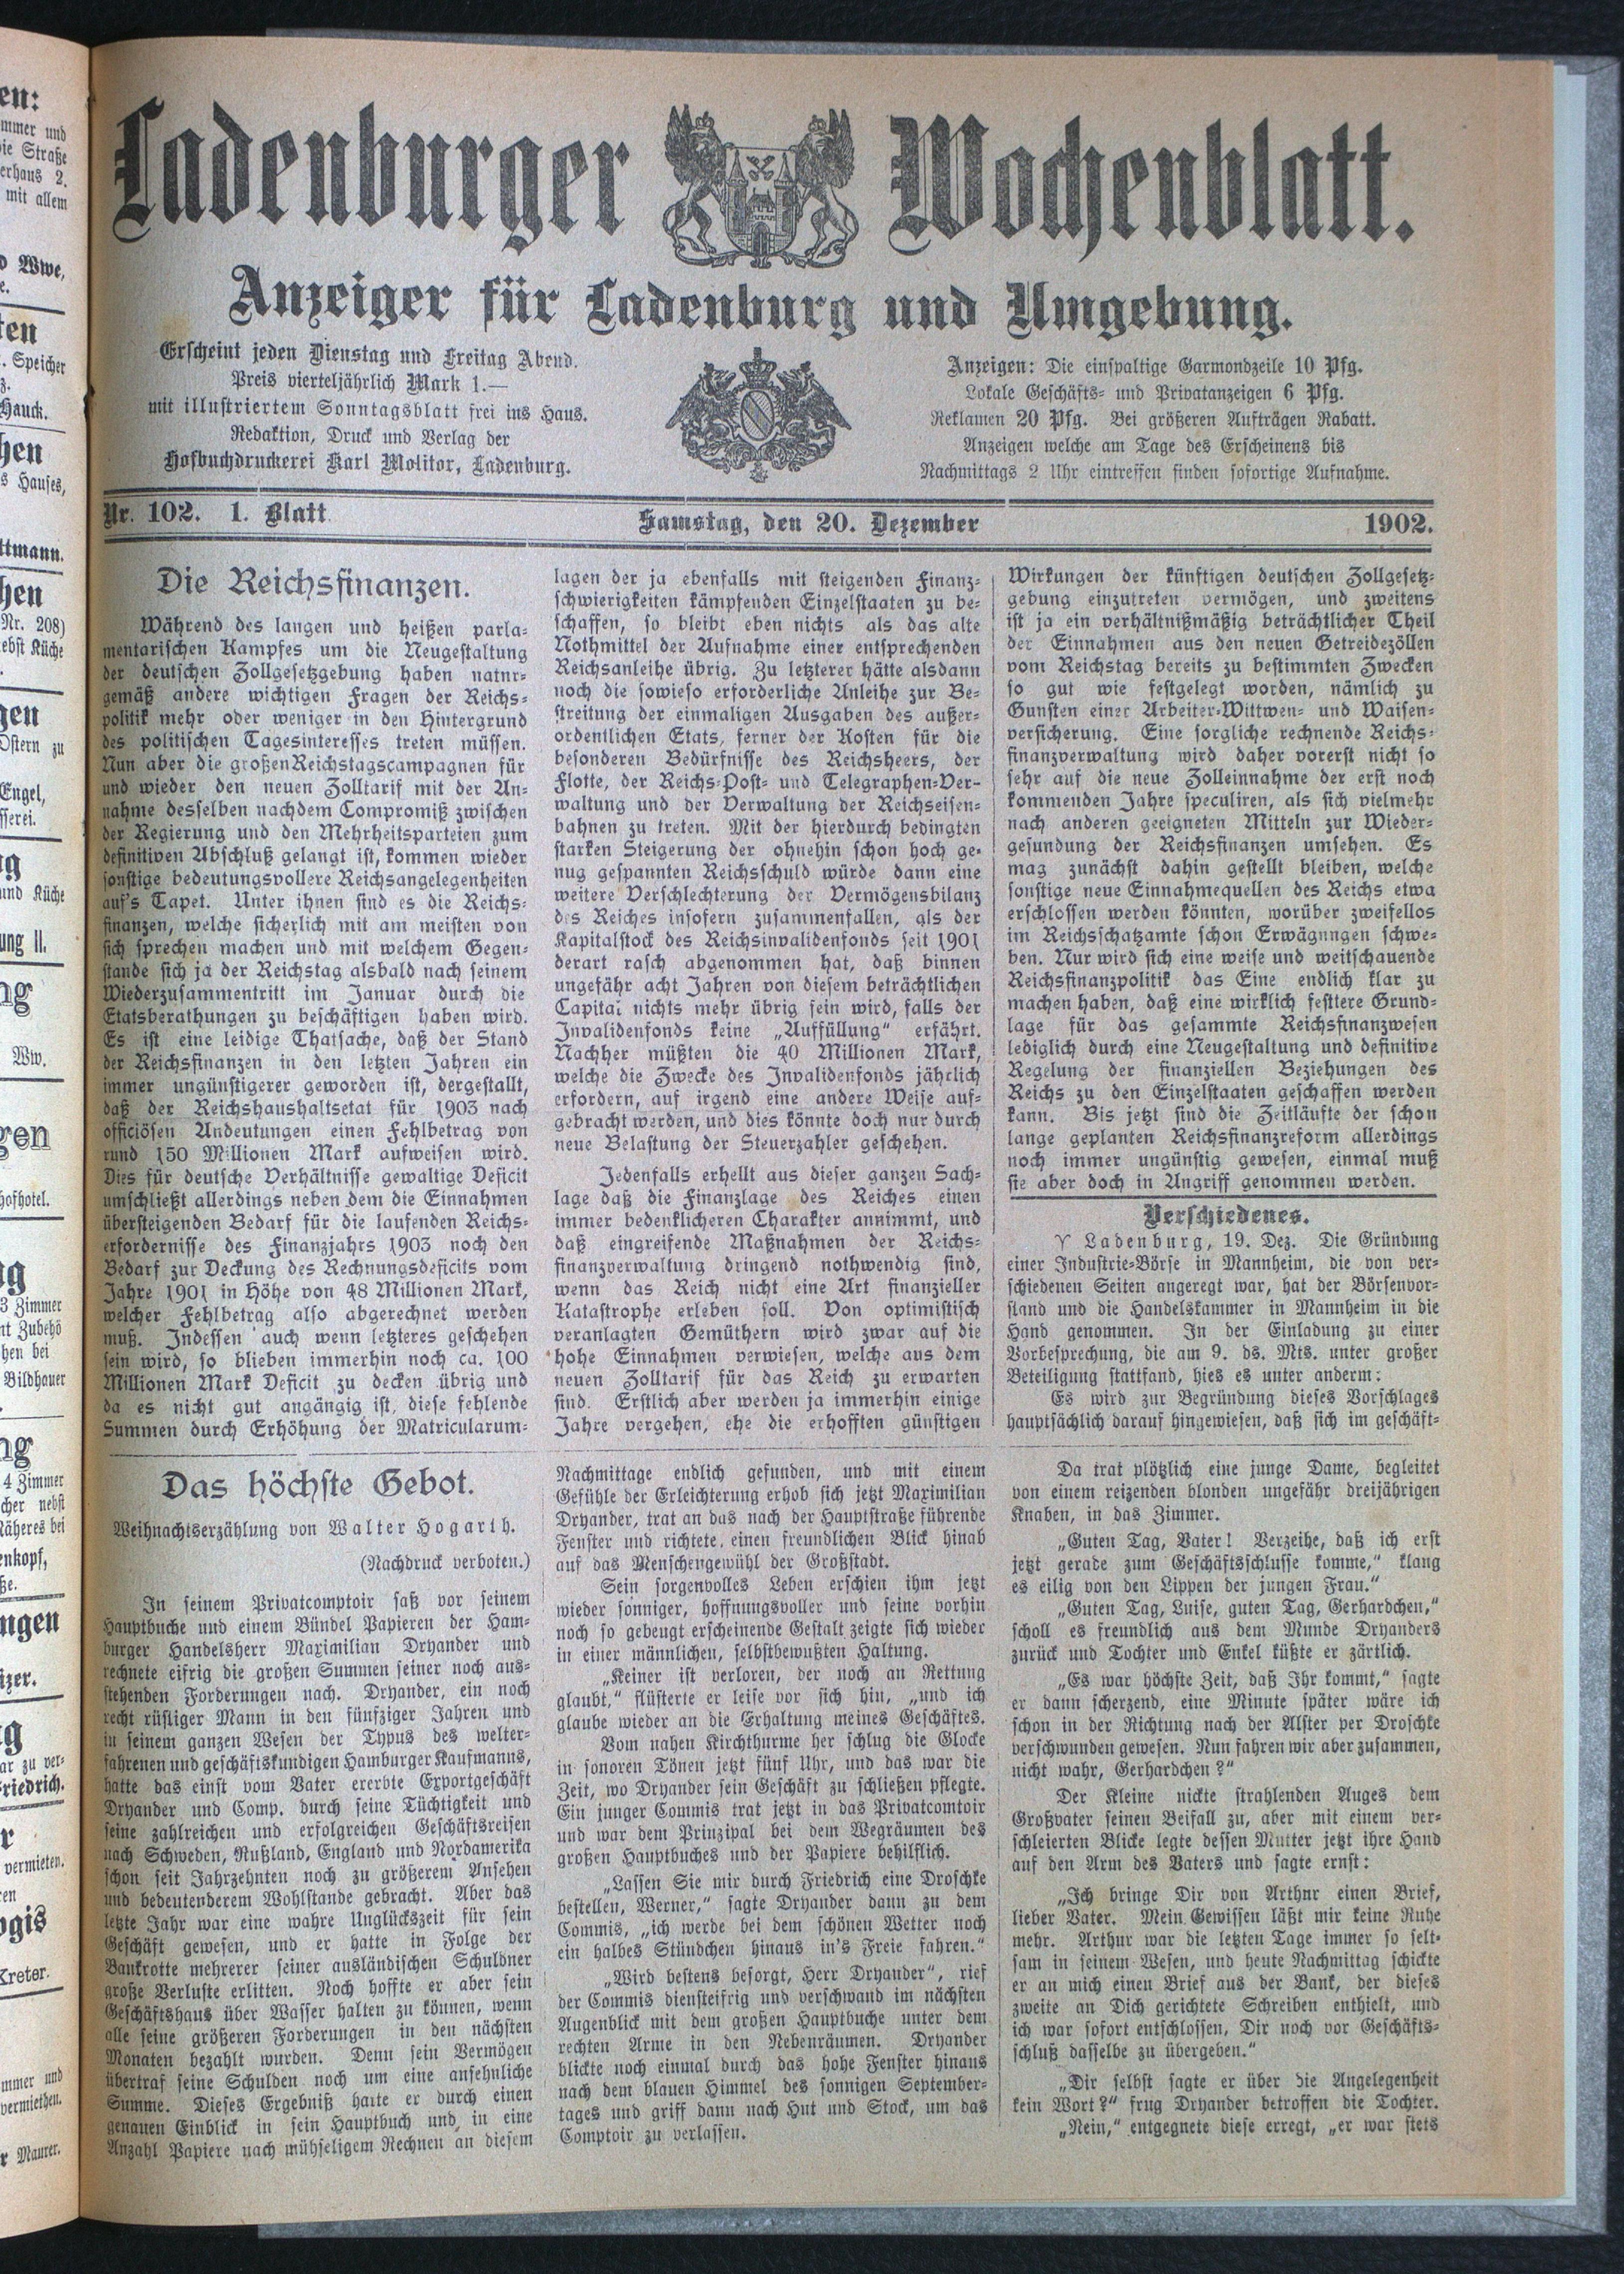 Ladenburger Wochenblatt.
Anzeiger für Ladenburg und Umgebung.
Erscheint jeden Dienstag und Freitag Abend.
Preis vierteljährlich Mark 1.—
mit illustriertem Sonntagsblatt frei ins Haus.
Redaktion, Druck und Verlag der
Hofbuchdruckerei Karl Molitor, Ladenburg.
Anzeigen: Die einspaltige Garmondzeile 10 Pfg.
Lokale Geschäfts- und Privatanzeigen 6 Pfg.
Reklamen 20 Pfg. Bei größeren Aufträgen Rabatt.
Anzeigen welche am Tage des Erscheinens bis
Nachmittags 2 Uhr eintreffen finden sofortige Aufnahme.
Nr. 102. 1. Blatt Samstag, den 20. Dezember 1902.
Die Reichsfinanzen.
Während des langen und heißen parla-
mentarischen Kampfes um die Neugestaltung
der deutschen Zollgesetzgebung haben natur-
gemäß andere wichtigen Fragen der Reichs-
politik mehr oder weniger in den Hintergrund
des politischen Tagesinteresses treten müssen.
Nun aber die großen Reichstagscampagnen für
und wieder den neuen Zolltarif mit der An-
nahme desselben nachdem Compromiß zwischen
der Regierung und den Mehrheitsparteien zum
definitiven Abschluß gelangt ist, kommen wieder
sonstige bedeutungsvollere Reichsangelegenheiten
auf's Tapet. Unter ihnen sind es die Reichs-
finanzen, welche sicherlich mit am meisten von
sich sprechen machen und mit welchem Gegen-
stande sich ja der Reichstag alsbald nach seinem
Wiederzusammentritt im Januar durch die
Etatsberathungen zu beschäftigen haben wird.
Es ist eine leidige Thatsache, daß der Stand
der Reichsfinanzen in den letzten Jahren ein
immer ungünstigerer geworden ist, dergestallt,
daß der Reichshaushaltsetat für 1903 nach
officiösen Andeutungen einen Fehlbetrag von
rund 150 Millionen Mark aufweisen wird.
Dies für deutsche Verhältnisse gewaltige Deficit
umschließt allerdings neben dem die Einnahmen
übersteigenden Bedarf für die laufenden Reichs-
erfordernisse des Finanzjahrs 1903 noch den
Bedarf zur Deckung des Rechnungsdeficits vom
Jahre 1901 in Höhe von 48 Millionen Mark,
welcher Fehlbetrag also abgerechnet werden
muß. Indessen auch wenn letzteres geschehen
sein wird, so blieben immerhin noch ca. 100
Millionen Mark Deficit zu decken übrig und
da es nicht gut angängig ist, diese fehlende
Summen durch Erhöhung der Matricularum-
lagen der ja ebenfalls mit steigenden Finanz-
schwierigkeiten kämpfenden Einzelstaaten zu be-
schaffen, so bleibt eben nichts als das alte
Nothmittel der Aufnahme einer entsprechenden
Reichsanleihe übrig. Zu letzterer hätte alsdann
noch die sowieso erforderliche Anleihe zur Be-
streitung der einmaligen Ausgaben des außer-
ordentlichen Etats, ferner der Kosten für die
besonderen Bedürfnisse des Reichsheers, der
Flotte, der Reichs-Post- und Telegraphen-Ver-
waltung und der Verwaltung der Reichseisen-
bahnen zu treten. Mit der hierdurch bedingten
starken Steigerung der ohnehin schon hoch ge-
nug gespannten Reichsschuld würde dann eine
weitere Verschlechterung der Vermögensbilanz
des Reiches insofern zusammenfallen, als der
Kapitalstock des Reichsinvalidenfonds seit 1901
derart rasch abgenommen hat, daß binnen
ungefähr acht Jahren von diesem beträchtlichen
Capital nichts mehr übrig sein wird, falls der
Invalidenfonds keine „Auffüllung“ erfährt.
Nachher müßten die 40 Millionen Mark,
welche die Zwecke des Invalidenfonds jährlich
erfordern, auf irgend eine andere Weise auf-
gebracht werden, und dies könnte doch nur durch
neue Belastung der Steuerzahler geschehen.
Jedenfalls erhellt aus dieser ganzen Sach-
lage daß die Finanzlage des Reiches einen
immer bedenklicheren Charakter annimmt, und
daß eingreifende Maßnahmen der Reichs-
finanzverwaltung dringend nothwendig sind,
wenn das Reich nicht eine Art finanzieller
Katastrophe erleben soll. Von optimistisch
veranlagten Gemüthern wird zwar auf die
hohe Einnahmen verwiesen, welche aus dem
neuen Zolltarif für das Reich zu erwarten
sind. Erstlich aber werden ja immerhin einige
Jahre vergehen, ehe die erhofften günstigen
Wirkungen der künftigen deutschen Zollgesetz-
gebung einzutreten vermögen, und zweitens
ist ja ein verhältnißmäßig beträchtlicher Theil
der Einnahmen aus den neuen Getreidezöllen
vom Reichstag bereits zu bestimmten Zwecken
so gut wie festgelegt worden, nämlich zu
Gunsten einer Arbeiter-Wittwen- und Waisen-
versicherung. Eine sorgliche rechnende Reichs-
finanzverwaltung wird daher vorerst nicht so
sehr auf die neue Zolleinnahme der erst noch
kommenden Jahre speculiren, als sich vielmehr
nach anderen geeigneten Mitteln zur Wieder-
gesundung der Reichsfinanzen umsehen. Es
mag zunächst dahin gestellt bleiben, welche
sonstige neue Einnahmequellen des Reichs etwa
erschlossen werden könnten, worüber zweifellos
im Reichsschatzamte schon Erwägungen schwe-
ben. Nur wird sich eine weise und weitschauende
Reichsfinanzpolitik das Eine endlich klar zu
machen haben, daß eine wirklich festtere Grund-
lage für das gesammte Reichsfinanzwesen
lediglich durch eine Neugestaltung und definitive
Regelung der finanziellen Beziehungen des
Reichs zu den Einzelstaaten geschaffen werden
kann. Bis jetzt sind die Zeitläufte der schon
lange geplanten Reichsfinanzreform allerdings
noch immer ungünstig gewesen, einmal muß
sie aber doch in Angriff genommen werden.
Verschiedenes.
Ladenburg, 19. Dez. Die Gründung
einer Industrie-Börse in Mannheim, die von ver-
schiedenen Seiten angeregt war, hat der Börsenvor-
stand und die Handelskammer in Mannheim in die
Hand genommen. In der Einladung zu einer
Vorbesprechung, die am 9. ds. Mts. unter großer
Beteiligung stattfand, hies es unter anderm:
Es wird zur Begründung dieses Vorschlages
hauptsächlich darauf hingewiesen, daß sich im geschäft-
Das höchste Gebot.
Weihnachtserzählung von Walter Hogarth.
(Nachdruck verboten.)
In seinem Privatcomptoir saß vor seinem
Hauptbuche und einem Bündel Papieren der Ham-
burger Handelsherr Maximilian Dryander und
rechnete eifrig die großen Summen seiner noch aus-
stehenden Forderungen nach. Dryander, ein noch
recht rüstiger Mann in den fünfziger Jahren und
in seinem ganzen Wesen der Typus des welter-
fahrenen und geschäftskundigen Hamburger Kaufmanns,
hatte das einst vom Vater ererbte Exportgeschäft
Dryander und Comp. durch seine Tüchtigkeit und
seine zahlreichen und erfolgreichen Geschäftsreisen
nach Schweden, Rußland, England und Nordamerika
schon seit Jahrzehnten noch zu größerem Ansehen
und bedeutenderem Wohlstande gebracht. Aber das
letzte Jahr war eine wahre Unglückszeit für sein
Geschäft gewesen, und er hatte in Folge der
Bankrotte mehrerer seiner ausländischen Schuldner
große Verluste erlitten. Noch hoffte er aber sein
Geschäftshaus über Wasser halten zu können, wenn
alle seine größeren Forderungen in den nächsten
Monaten bezahlt wurden. Denn sein Vermögen
übertraf seine Schulden noch um eine ansehnliche
Summe. Dieses Ergebniß hatte er durch einen
genauen Einblick in sein Hauptbuch und in eine
Anzahl Papiere nach mühseligem Rechnen an diesem
Nachmittage endlich gefunden, und mit einem
Gefühle der Erleichterung erhob sich jetzt Maximilian
Dryander, trat an das nach der Hauptstraße führende
Fenster und richtete einen freundlichen Blick hinab
auf das Menschengewühl der Großstadt.
Sein sorgenvolles Leben erschien ihm jetzt
wieder sonniger, hoffnungsvoller und seine vorhin
noch so gebeugt erscheinende Gestalt zeigte sich wieder
in einer männlichen, selbstbewußten Haltung.
„Keiner ist verloren, der noch an Rettung
glaubt,“ flüsterte er leise vor sich hin, „und ich
glaube wieder an die Erhaltung meines Geschäftes.
Vom nahen Kirchthurme her schlug die Glocke
in sonoren Tönen jetzt fünf Uhr, und das war die
Zeit, wo Dryander sein Geschäft zu schließen pflegte.
Ein junger Commis trat jetzt in das Privatcomtoir
und war dem Prinzipal bei dem Wegräumen des
großen Hauptbuches und der Papiere behilflich.
„Lassen Sie mir durch Friedrich eine Droschke
bestellen, Werner,“ sagte Dryander dann zu dem
Commis, „ich werde bei dem schönen Wetter noch
ein halbes Stündchen hinaus in's Freie fahren.“
„Wird bestens besorgt, Herr Dryander“, rief
der Commis diensteifrig und verschwand im nächsten
Augenblick mit dem großen Hauptbuche unter dem
rechten Arme in den Nebenräumen. Dryander
blickte noch einmal durch das hohe Fenster hinaus
nach dem blauen Himmel des sonnigen September-
tages und griff dann nach Hut und Stock, um das
Comptoir zu verlassen.
Da trat plötzlich eine junge Dame, begleitet
von einem reizenden blonden ungefähr dreijährigen
Knaben, in das Zimmer.
„Guten Tag, Vater! Verzeihe, daß ich erst
jetzt gerade zum Geschäftsschlusse komme,“ klang
es eilig von den Lippen der jungen Frau.“
„Guten Tag, Luise, guten Tag, Gerhardchen,“
scholl es freundlich aus dem Munde Dryanders
zurück und Tochter und Enkel küßte er zärtlich.
„Es war höchste Zeit, daß Ihr kommt,“ sagte
er dann scherzend, eine Minute später wäre ich
schon in der Richtung nach der Alster per Droschke
verschwunden gewesen. Nun fahren wir aber zusammen,
nicht wahr, Gerhardchen?“
Der Kleine nickte strahlenden Auges dem
Großvater seinen Beifall zu, aber mit einem ver-
schleierten Blicke legte dessen Mutter jetzt ihre Hand
auf den Arm des Vaters und sagte ernst:
„Ich bringe Dir von Arthur einen Brief,
lieber Vater. Mein Gewissen läßt mir keine Ruhe
mehr. Arthur war die letzten Tage immer so selt-
sam in seinem Wesen, und heute Nachmittag schickte
er an mich einen Brief aus der Bank, der dieses
zweite an Dich gerichtete Schreiben enthielt, und
ich war sofort entschlossen, Dir noch vor Geschäfts-
schluß dasselbe zu übergeben.“
„Dir selbst sagte er über die Angelegenheit
kein Wort?“ frug Dryander betroffen die Tochter.
„Nein,“ entgegnete diese erregt, „er war stets